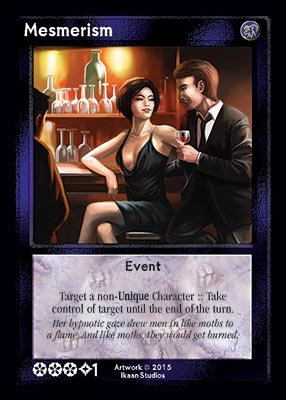 Mesmerism
Event
Target a non-Unique Character :: Take
control of target until the end of the turn.
Her hypnotic gaze drew men in like moths to
a flame. And like moths, they would get burned.
1
Artwork © 2015
Ikaan Studios